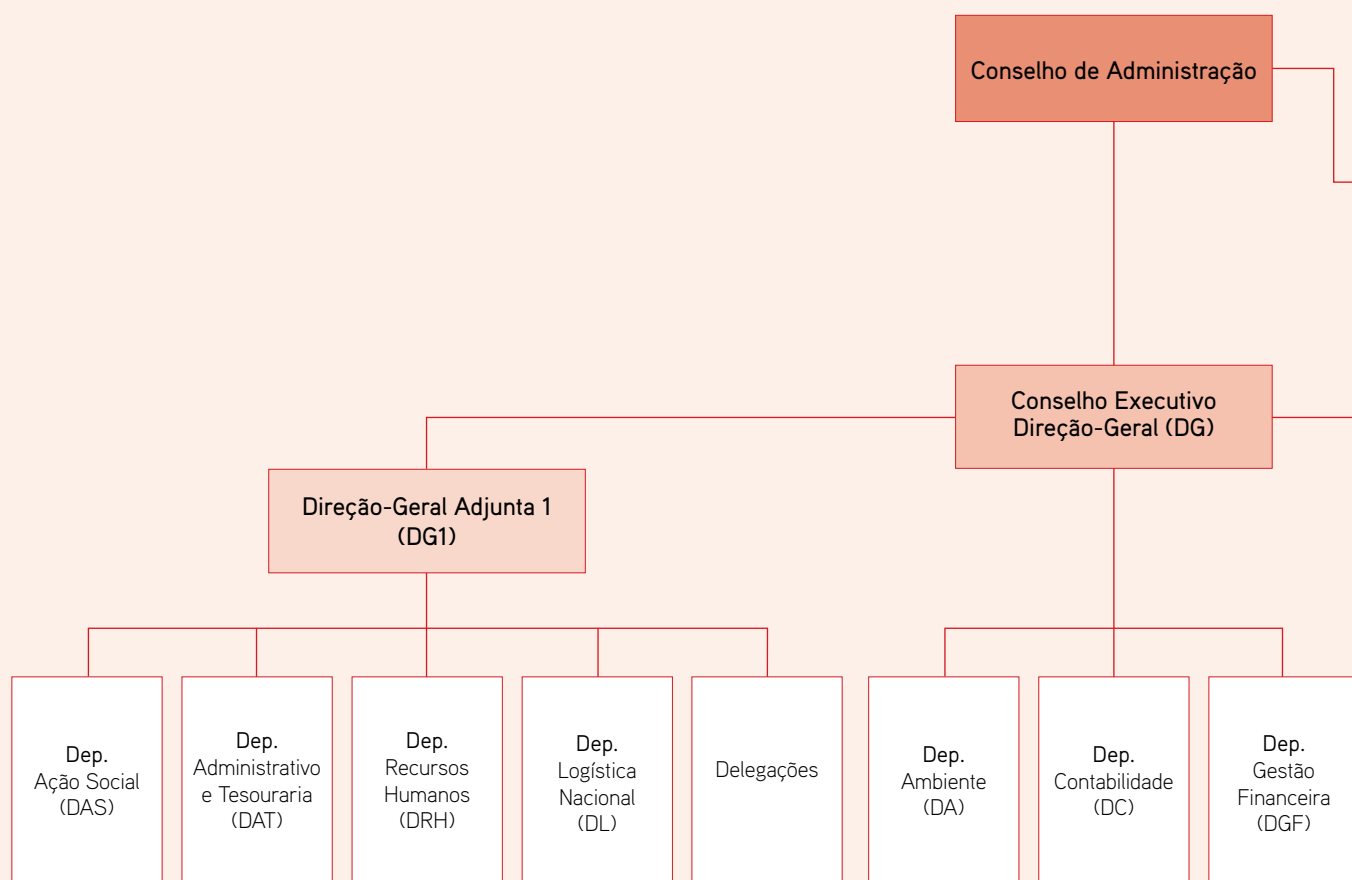 Conselho de Administração
Conselho Executivo
Direção-Geral (DG)
Direção-Geral Adjunta 1
(DG1)
Dep.
Ação Social
(DAS)
Dep.
Administrativo
e Tesouraria
(DAT)
Dep.
Recursos
Humanos
(DRH)
Dep.
Logística
Nacional
(DL)
Delegações
Dep.
Ambiente
(DA)
Dep.
Contabilidade
(DC)
Dep.
Gestão
Financeira
(DGF)